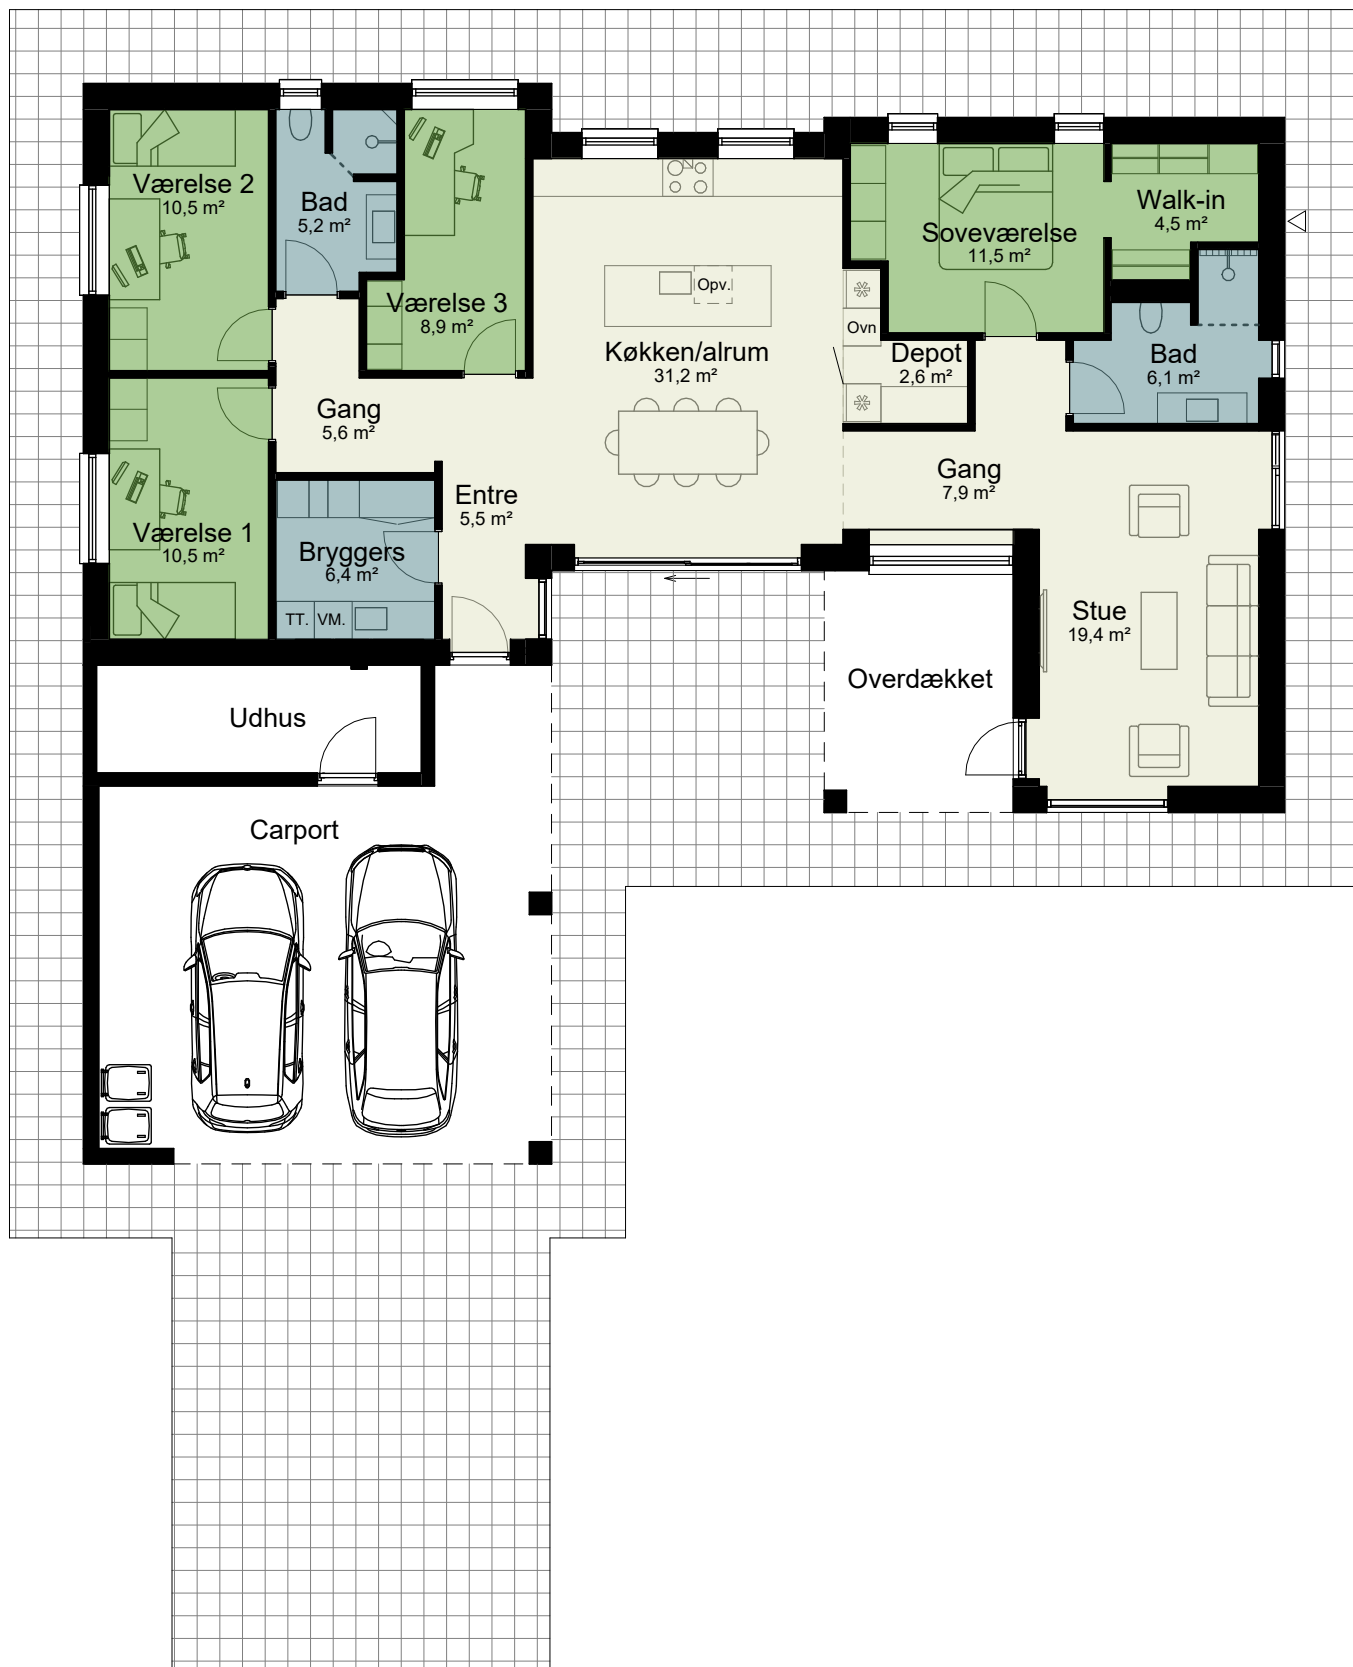 Værelse 2
10,5 m²
Bad
5,2 m²
Værelse 3
8,9 m²
Opv.
Ovn
Køkken/alrum
31,2 m²
Soveværelse
11,5 m²
Walk-in
4,5 m²
Depot
2,6 m²
Bad
6,1 m²
Gang
5,6 m²
Entre
5,5 m²
Gang
7,9 m²
Værelse 1
10,5 m²
Bryggers
6,4 m²
TT.
VM.
Stue
19,4 m²
Overdækket
Udhus
Carport